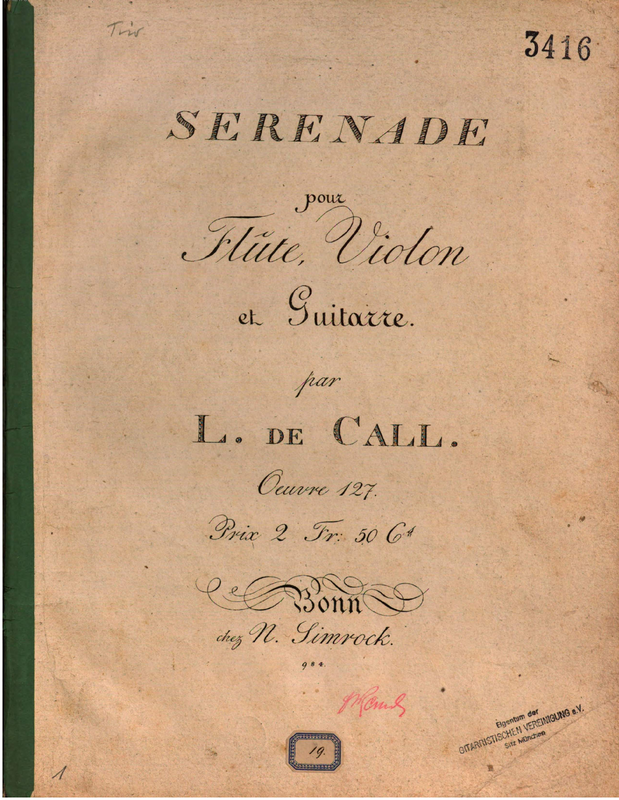 Trio
3416
SERENADE
pour
Flûte, Violon
et Guitarre.
par
L. DE CALL.
Oeuvre 127.
Prix 2 Fr: 50 Cs
Bonn
chez N. Simrock.
984
Eigentum der
GITARRISTISCHEN VEREINIGUNG e.V.
Sitz München
19.
1